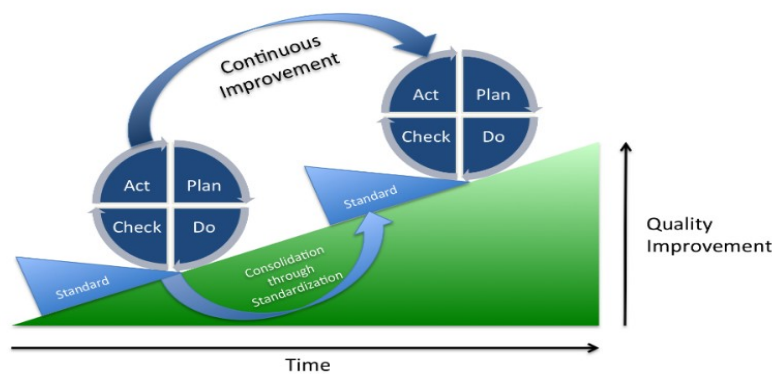 Continuous
Improvement
Act
Plan
Check
Do
Act
Plan
Check
Do
Standard
Standard
Consolidation
through
Standardization
Quality
Improvement
Time